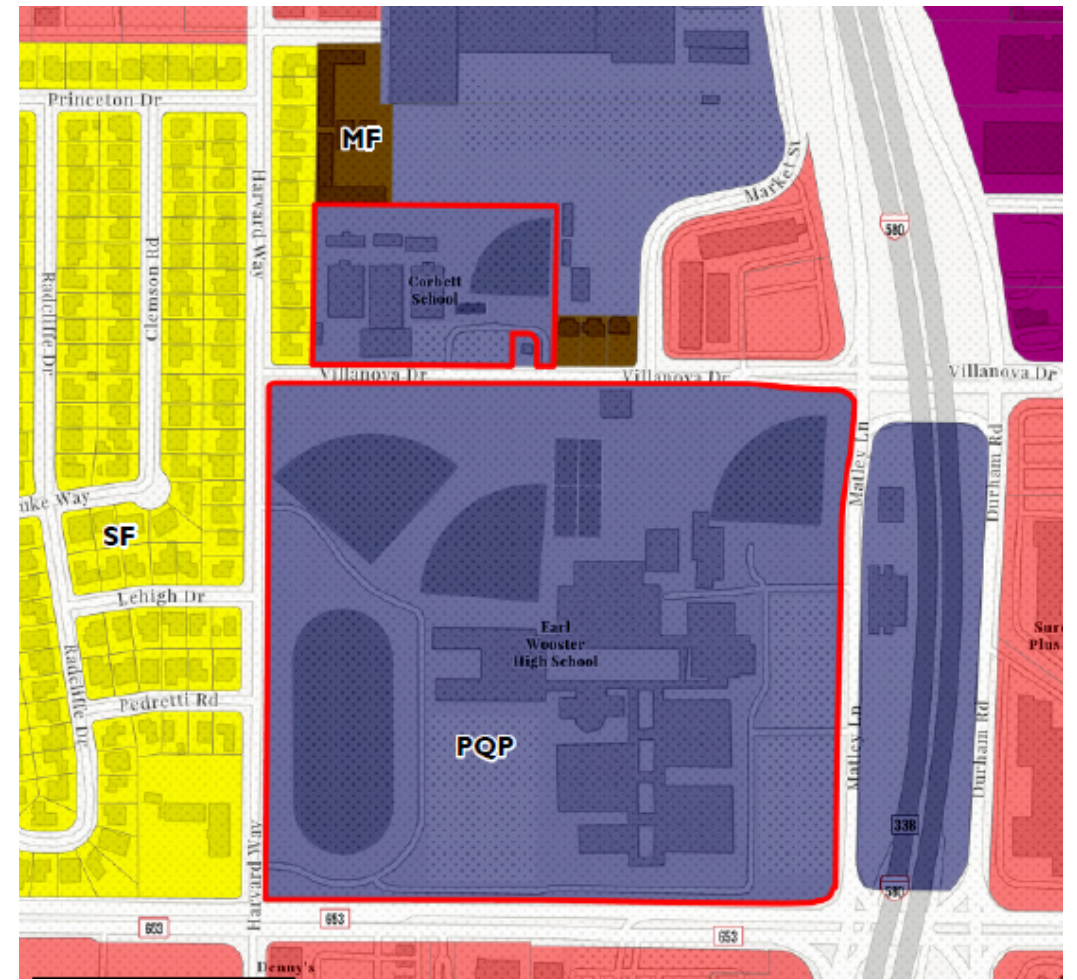 Princeton Dr
MF
Harvard Way
Market St
580
Clemson Rd
Radcliffe Dr
Corbett
School
Villanova Dr
Villanova Dr
Villanova Dr
Matley Ln
Durham Rd
uke Way
SF
Lehigh Dr
Earl
Wooster
High School
Sure
Plus
Radcliffe Dr
Pedretti Rd
PQP
Matley Ln
Durham Rd
33B
Harvard Way
580
653
653
653
Denny's